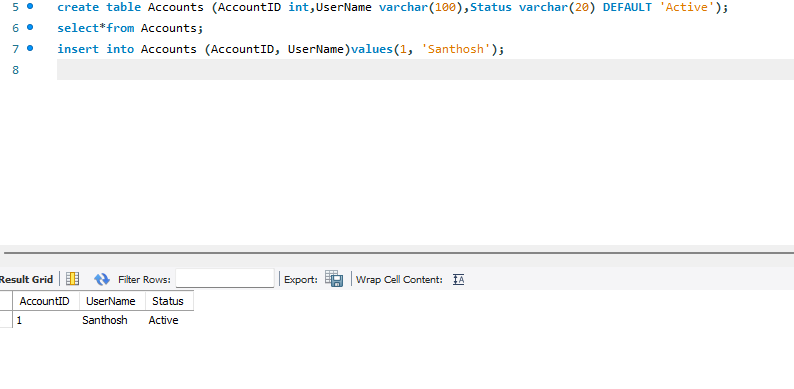 5 create table Accounts (AccountID int,UserName varchar(100),Status varchar(20) DEFAULT 'Active');
6 select*from Accounts;
7 insert into Accounts (AccountID, UserName)values(1, 'Santhosh');
8
Result Grid Filter Rows: Export: Wrap Cell Content: IA
AccountID UserName Status
1 Santhosh Active